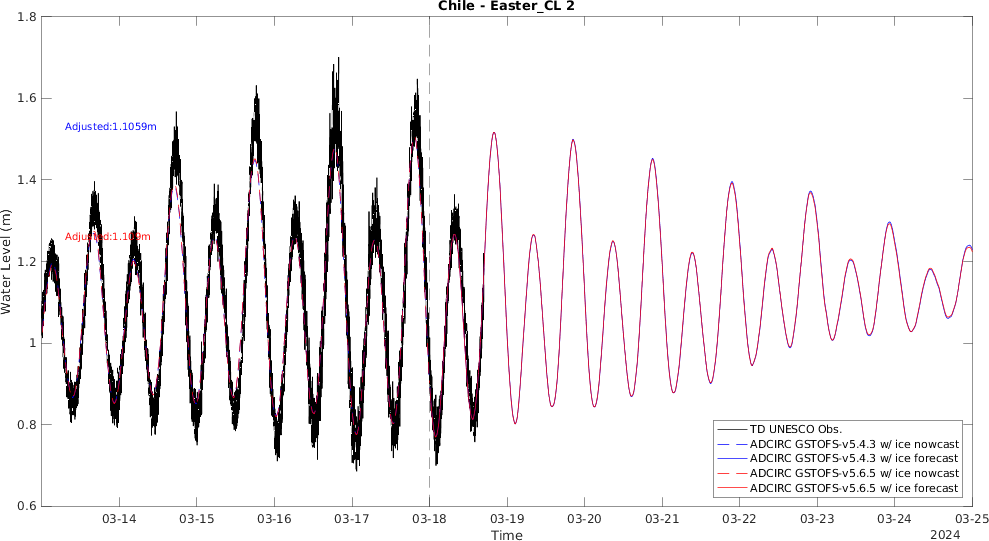 Chile - Easter_CL 2
1.8
1.6
1.4
1.2
1
0.8
0.6
Water Level (m)
Adjusted:1.1059m
Adjusted:1.109m
TD UNESCO Obs.
ADCIRC GSTOFS-v5.4.3 w/ ice nowcast
ADCIRC GSTOFS-v5.4.3 w/ ice forecast
ADCIRC GSTOFS-v5.6.5 w/ ice nowcast
ADCIRC GSTOFS-v5.6.5 w/ ice forecast
03-14 03-15 03-16 03-17 03-18 03-19 03-20 03-21 03-22 03-23 03-24 03-25
Time
2024